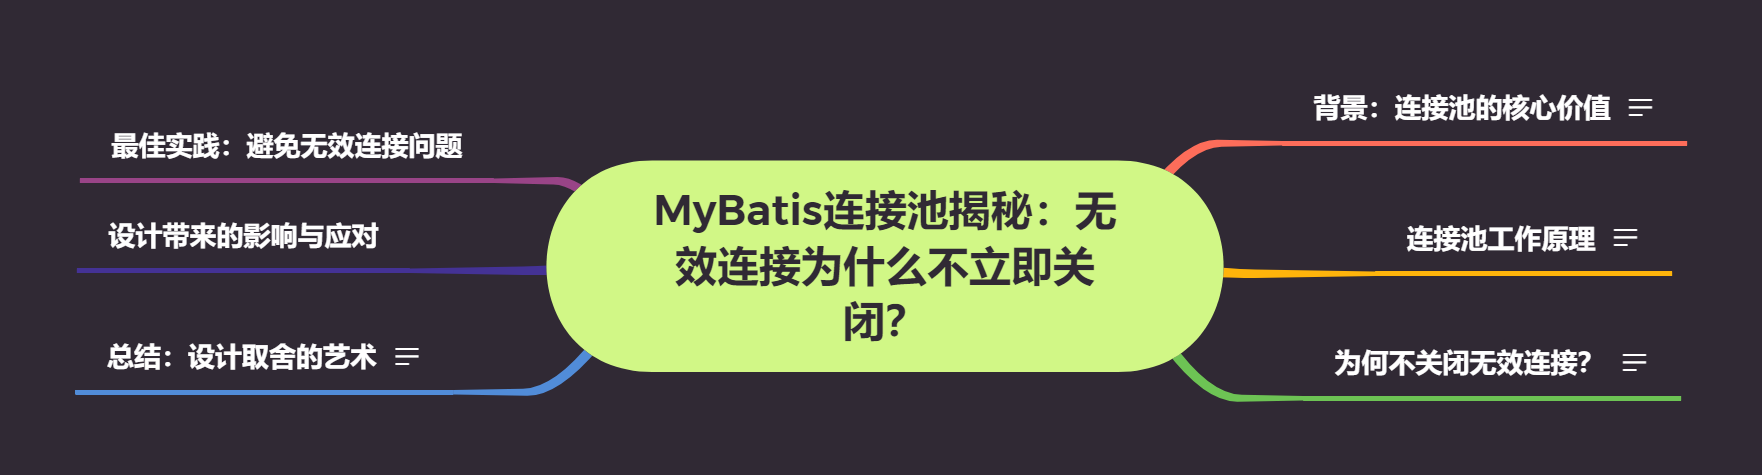 MyBatis连接池揭秘：无
效连接为什么不立即关
闭？
背景：连接池的核心价值
连接池工作原理
为何不关闭无效连接？
最佳实践：避免无效连接问题
设计带来的影响与应对
总结：设计取舍的艺术